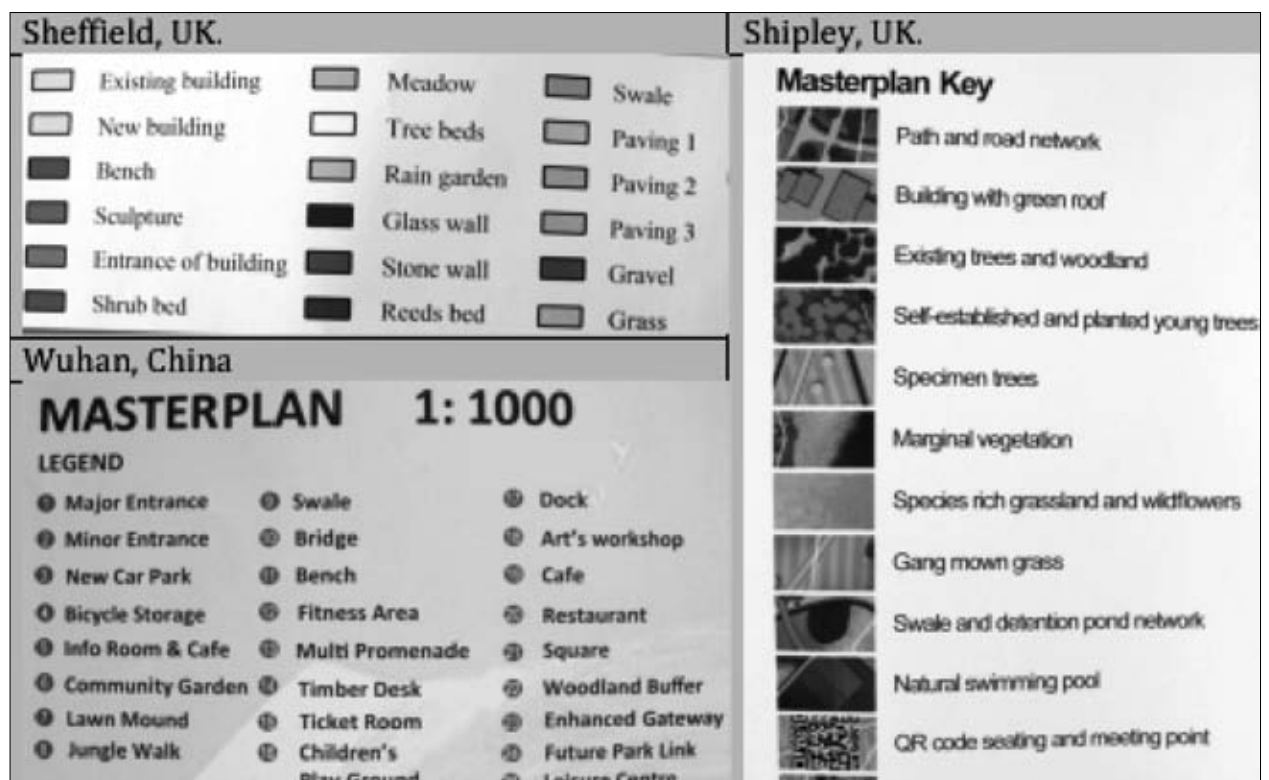 Sheffield, UK.
Existing building
New building
Bench
Sculpture
Entrance of building
Shrub bed
Meadow
Tree beds
Rain garden
Glass wall
Stone wall
Reeds bed
Swale
Paving 1
Paving 2
Paving 3
Gravel
Grass
Wuhan, China
MASTERPLAN 1: 1000
LEGEND
Major Entrance
Minor Entrance
New Car Park
Bicycle Storage
Info Room & Cafe
Community Garden
Lawn Mound
Jungle Walk
Swale
Bridge
Bench
Fitness Area
Multi Promenade
Timber Desk
Ticket Room
Children's
Play Ground
Dock
Art's workshop
Cafe
Restaurant
Square
Woodland Buffer
Enhanced Gateway
Future Park Link
Leisure Centre
Shipley, UK.
Masterplan Key
Path and road network
Building with green roof
Existing trees and woodland
Self-established and planted young trees
Specimen trees
Marginal vegetation
Species rich grassland and wildflowers
Gang mown grass
Swale and detention pond network
Natural swimming pool
QR code seating and meeting point